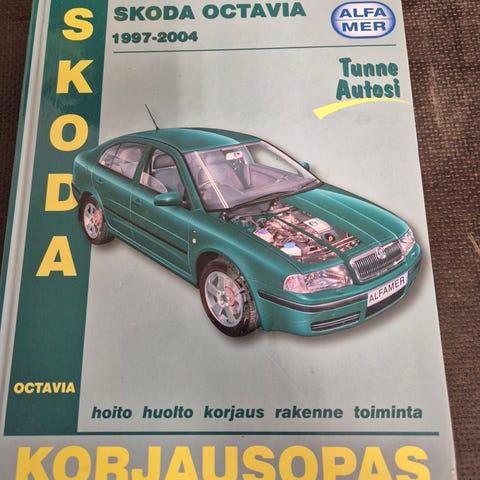 SKODA OCTAVIA
1997-2004
ALFA
MER
Tunne
Autosi
SKODA
ALFAMER
OCTAVIA
hoito huolto korjaus rakenne toiminta
KORJAUSOPAS